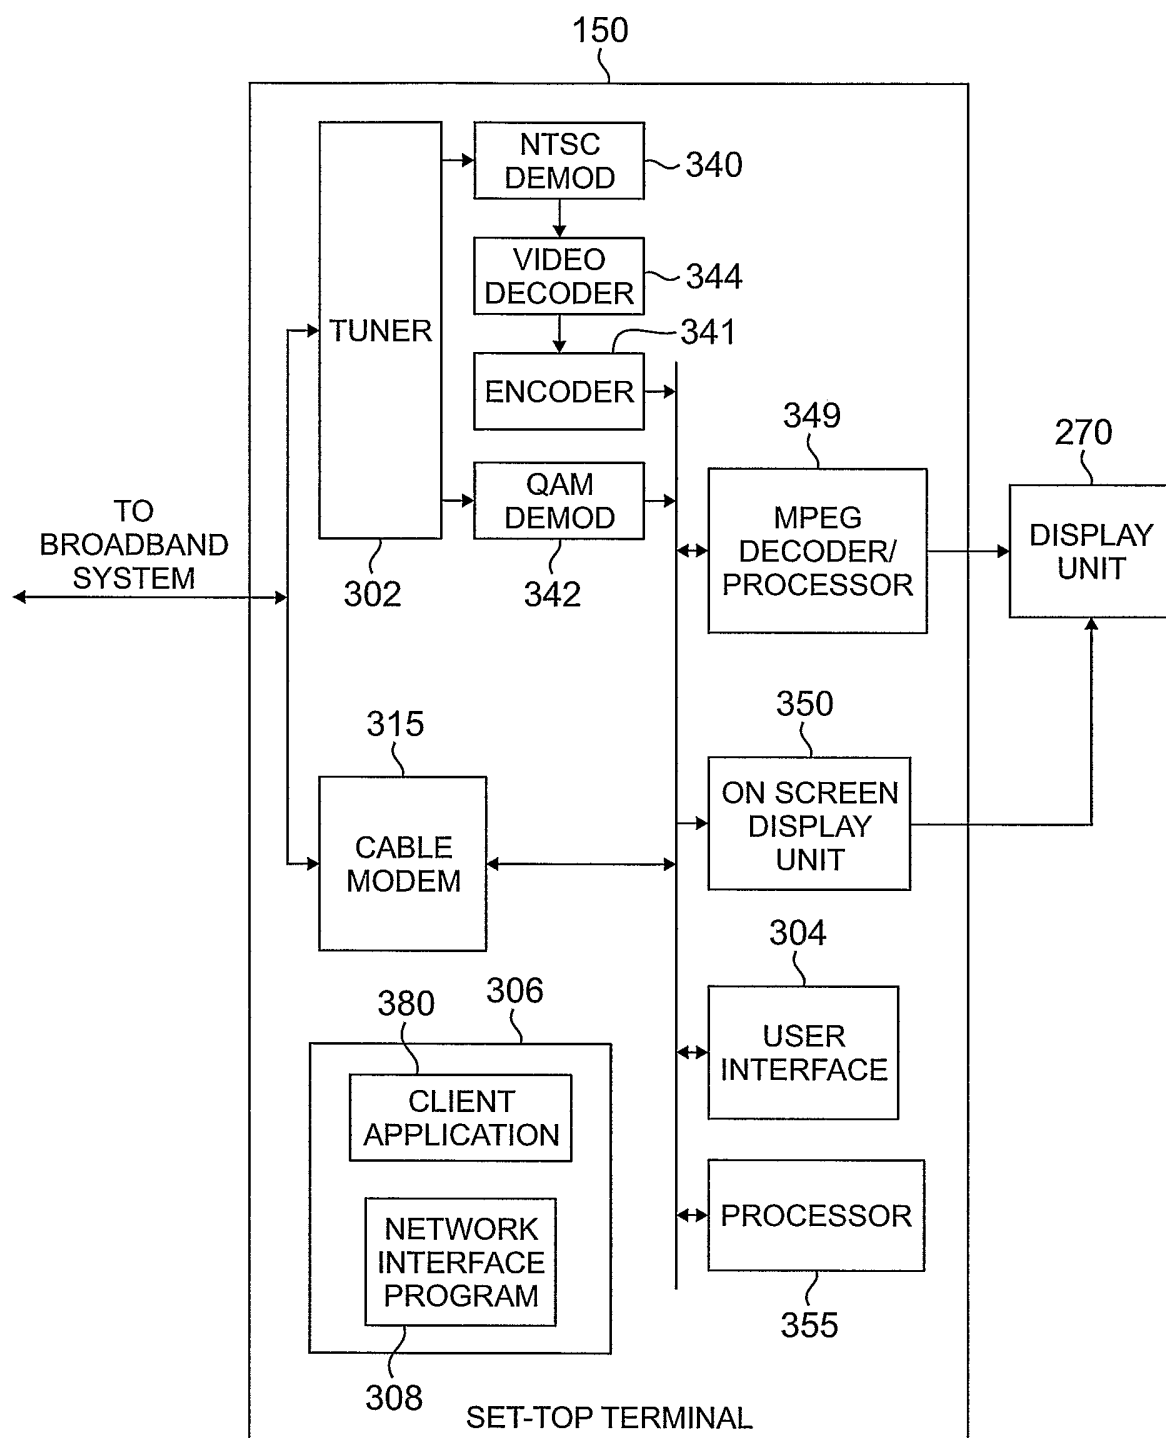 150
NTSC
DEMOD
340
VIDEO
DECODER
344
TUNER
341
ENCODER
349
270
QAM
DEMOD
MPEG
DECODER/
PROCESSOR
DISPLAY
UNIT
TO
BROADBAND
SYSTEM
302
342
315
350
CABLE
MODEM
ON SCREEN
DISPLAY
UNIT
304
380
306
USER
INTERFACE
CLIENT
APPLICATION
NETWORK
INTERFACE
PROGRAM
PROCESSOR
355
308
SET-TOP TERMINAL